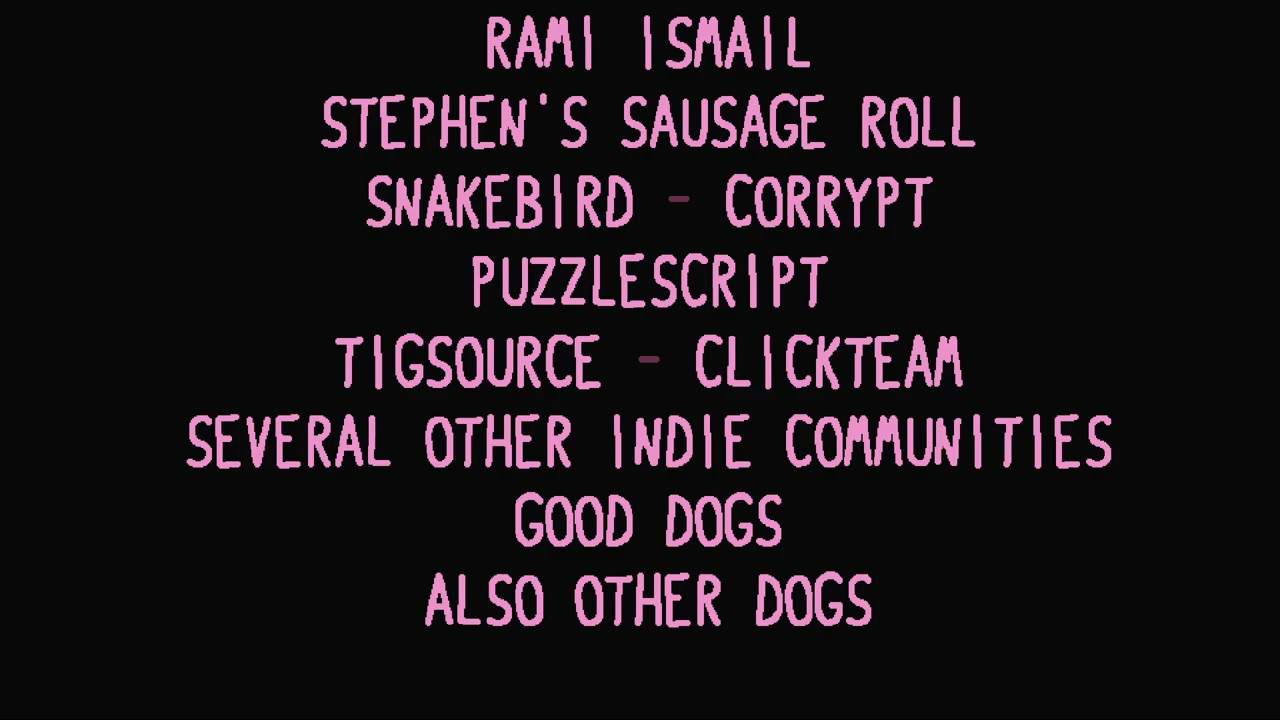 RAMI ISMAIL
STEPHEN'S SAUSAGE ROLL
SNAKEBIRD - CORRYPT
PUZZLESCRIPT
TIGSOURCE - CLICKTEAM
SEVERAL OTHER INDIE COMMUNITIES
GOOD DOGS
ALSO OTHER DOGS